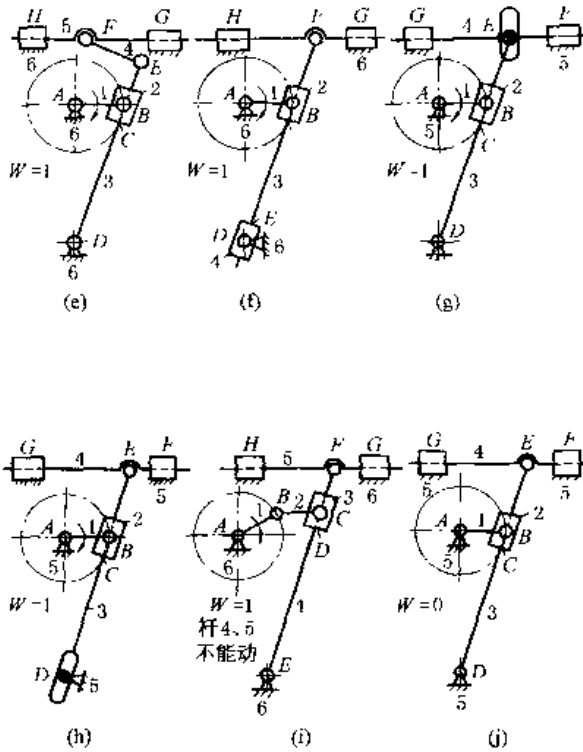 H 5 F G
6 4 E
A 1 2
B
6 C
W=1
3
D
6
(e)
H F G
6 6
A 1 2
B
W=1
3
D E
4 6
(f)
G 4 E F
5
A 1 2
B
5 C
W=1
3
D
(g)
G E F
4 5
A 1 2
B
5 C
W=1
3
D 5
(h)
H F G
5 6
B 2 3
A 1 C
D
6
W=1
杆4、5
不能动
4
E
6
(i)
G 4 E F
5 5
A 1 2
B
5 C
W=0
3
D
5
(j)